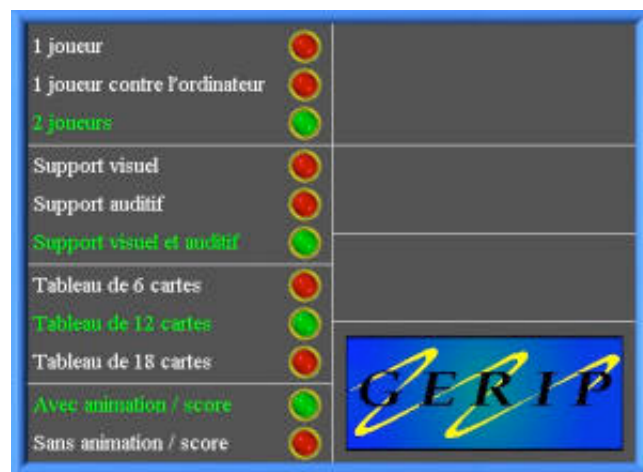 1 joueur
1 joueur contre l'ordinateur
2 joueurs
Support visuel
Support auditif
Support visuel et auditif
Tableau de 6 cartes
Tableau de 12 cartes
Tableau de 18 cartes
Avec animation / score
Sans animation / score
GERIP